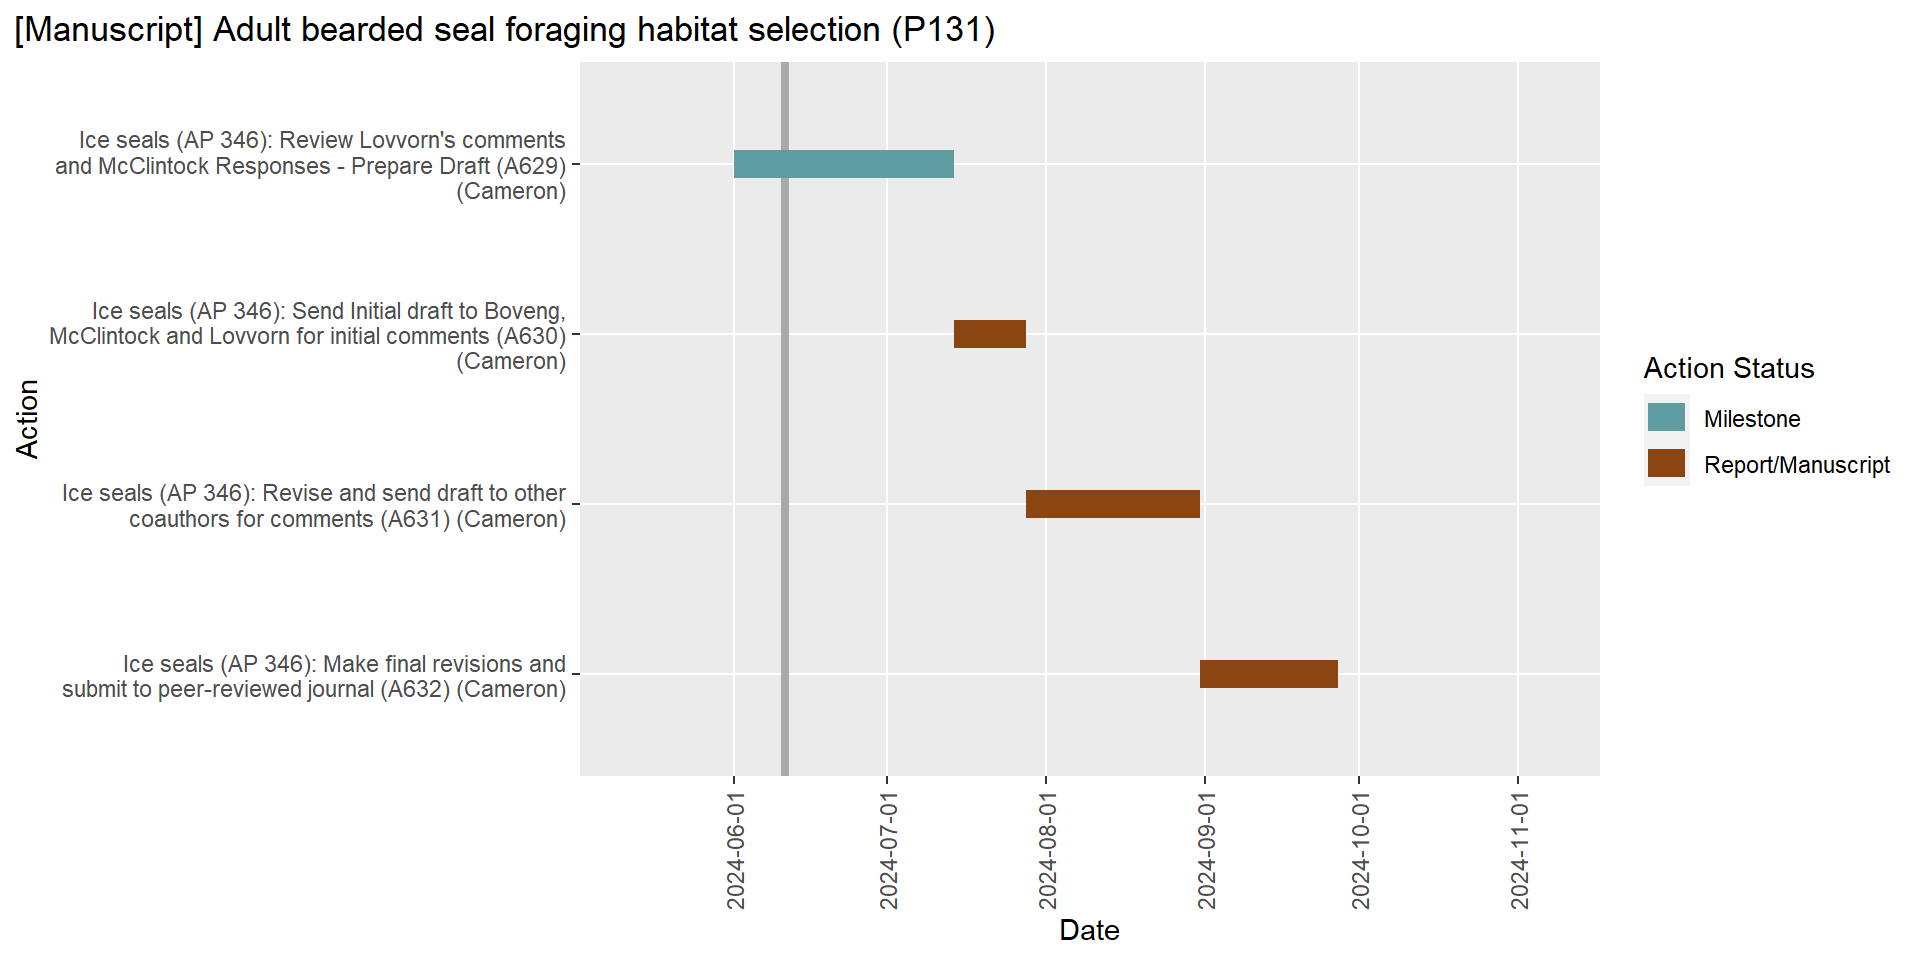 [Manuscript] Adult bearded seal foraging habitat selection (P131)
Ice seals (AP 346): Review Lovvorn's comments
and McClintock Responses - Prepare Draft (A629)
(Cameron)
Ice seals (AP 346): Send Initial draft to Boveng,
McClintock and Lovvorn for initial comments (A630)
(Cameron)
Ice seals (AP 346): Revise and send draft to other
coauthors for comments (A631) (Cameron)
Ice seals (AP 346): Make final revisions and
submit to peer-reviewed journal (A632) (Cameron)
Action
2024-06-01
2024-07-01
2024-08-01
2024-09-01
2024-10-01
2024-11-01
Date
Action Status
Milestone
Report/Manuscript